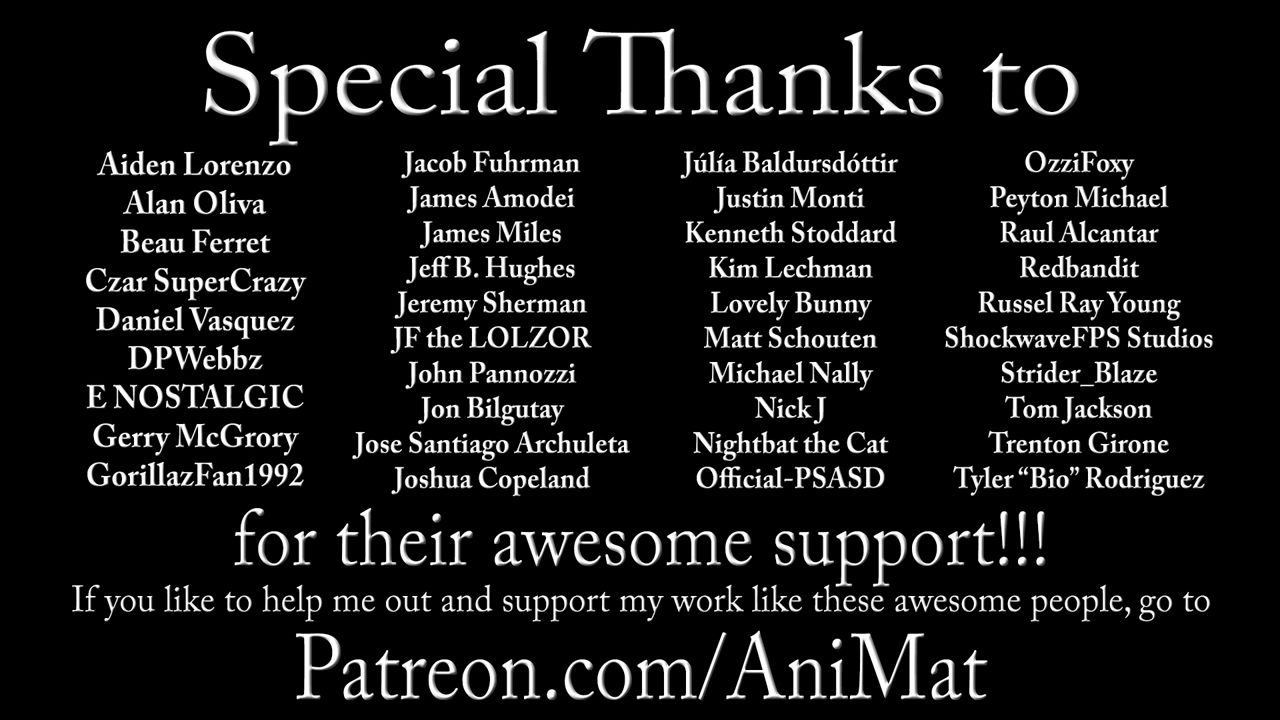 Special Thanks to
Aiden Lorenzo
Alan Oliva
Beau Ferret
Czar SuperCrazy
Daniel Vasquez
DPWebbz
E NOSTALGIC
Gerry McGrory
GorillazFan1992
Jacob Fuhrman
James Amodei
James Miles
Jeff B. Hughes
Jeremy Sherman
JF the LOLZOR
John Pannozzi
Jon Bilgutay
Jose Santiago Archuleta
Joshua Copeland
Júlía Baldursdóttir
Justin Monti
Kenneth Stoddard
Kim Lechman
Lovely Bunny
Matt Schouten
Michael Nally
Nick J
Nightbat the Cat
Official-PSASD
OzziFoxy
Peyton Michael
Raul Alcantar
Redbandit
Russel Ray Young
ShockwaveFPS Studios
Strider_Blaze
Tom Jackson
Trenton Girone
Tyler “Bio” Rodriguez
for their awesome support!!!
If you like to help me out and support my work like these awesome people, go to
Patreon.com/AniMat